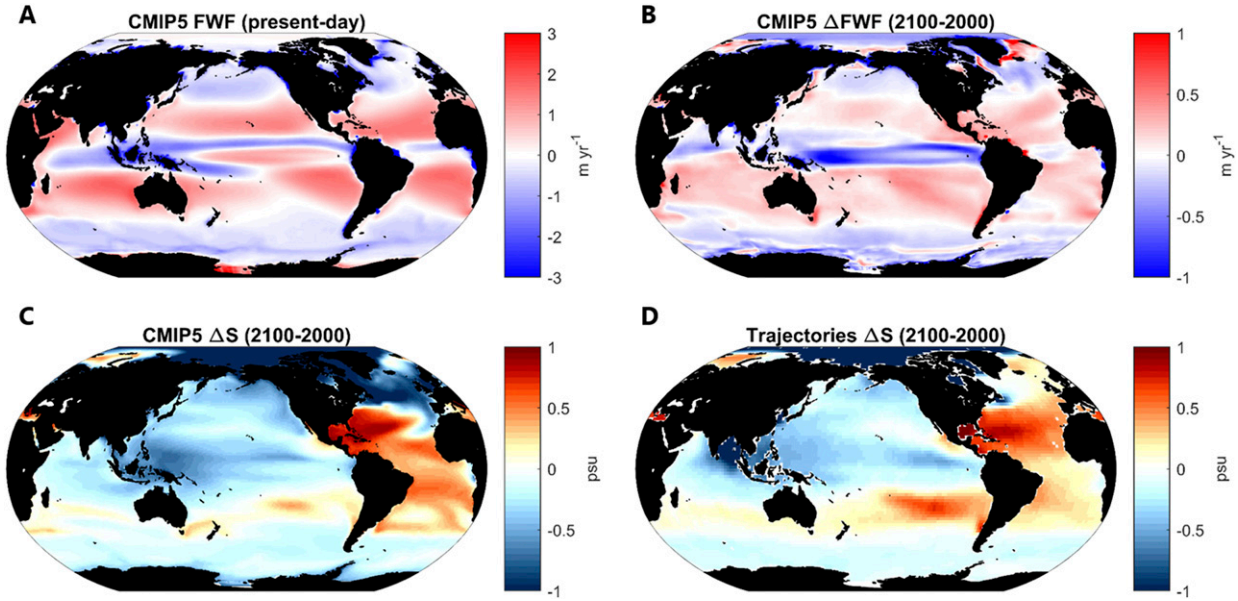 A
CMIP5 FWF (present-day)
3
2
1
0
-1
-2
-3
m yr⁻¹
B
CMIP5 ΔFWF (2100-2000)
1
0.5
0
-0.5
-1
m yr⁻¹
C
CMIP5 ΔS (2100-2000)
1
0.5
0
-0.5
-1
psu
D
Trajectories ΔS (2100-2000)
1
0.5
0
-0.5
-1
psu